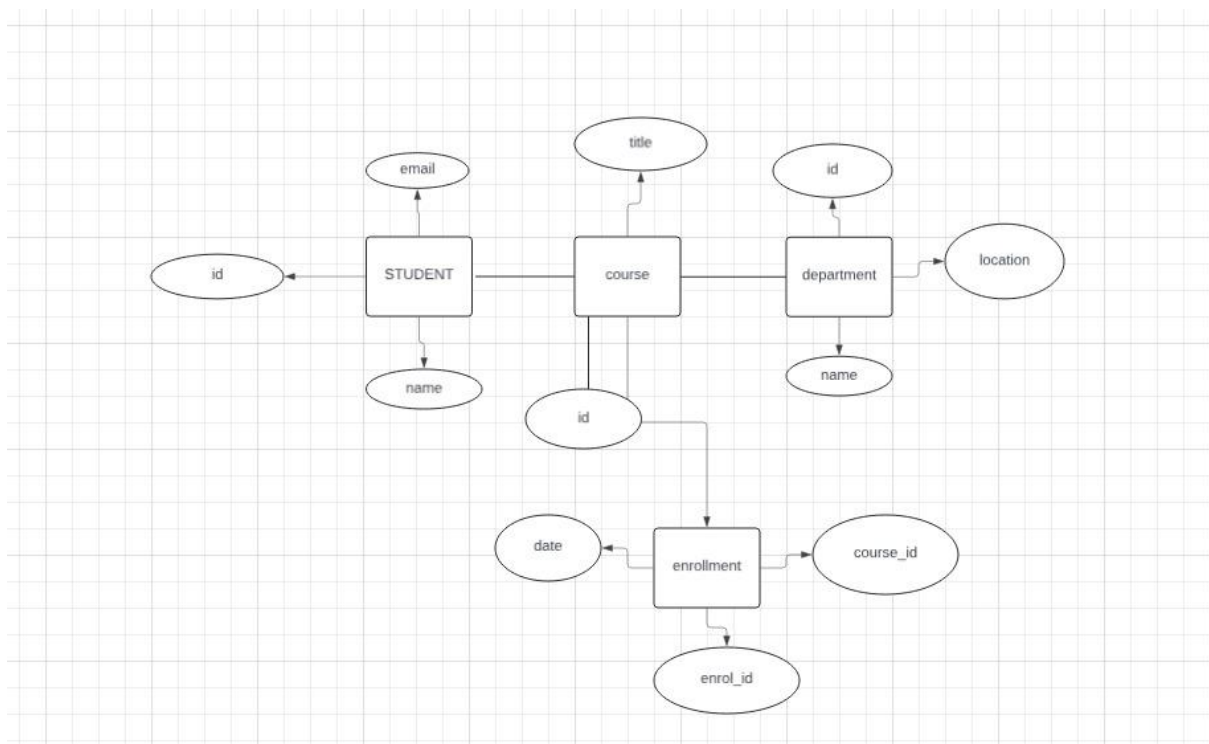 title
email
id
location
id
STUDENT
course
department
name
name
id
date
course_id
enrollment
enrol_id